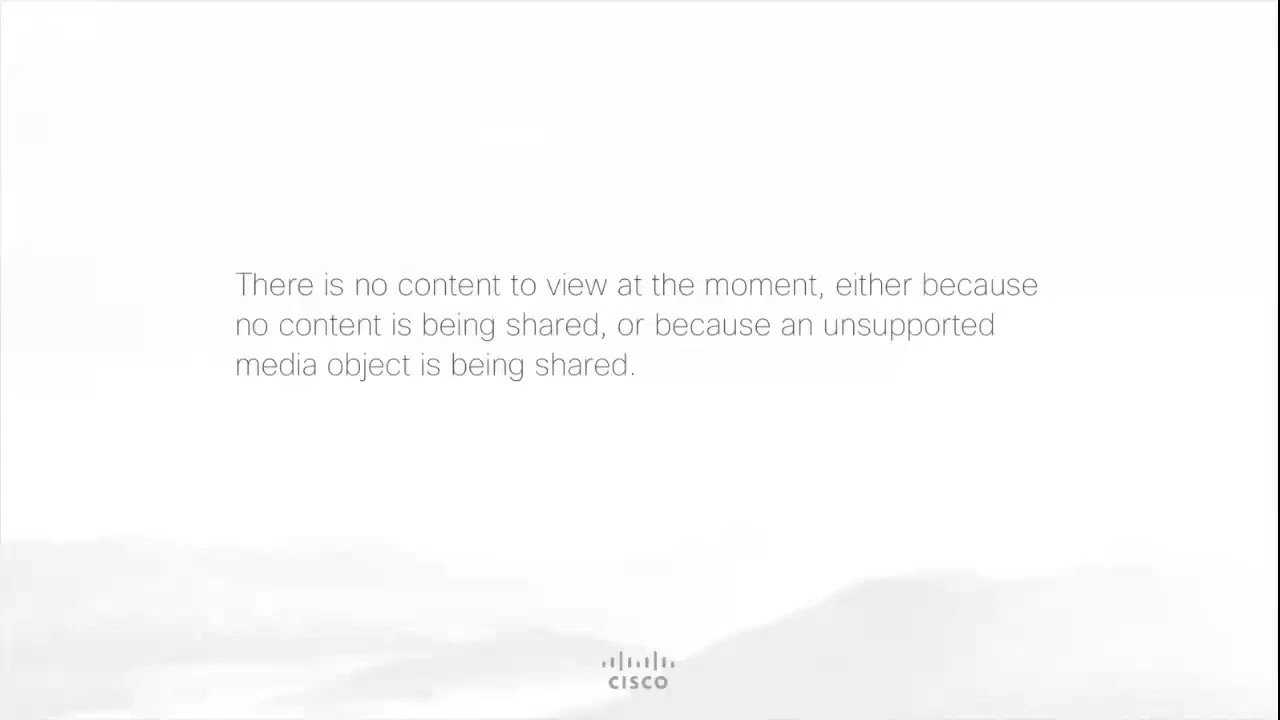 There is no content to view at the moment, either because
no content is being shared, or because an unsupported
media object is being shared.
CISCO